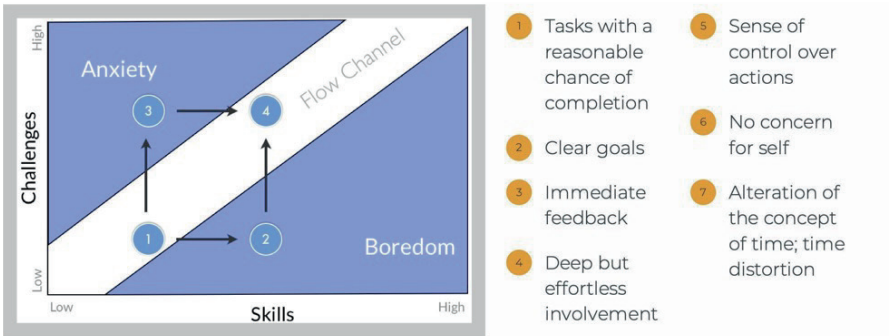 High
Challenges
Low
Anxiety
Flow Channel
3
4
1
2
Boredom
Low
Skills
High
1
Tasks with a
reasonable
chance of
completion
2
Clear goals
3
Immediate
feedback
4
Deep but
effortless
involvement
5
Sense of
control over
actions
6
No concern
for self
7
Alteration of
the concept
of time; time
distortion